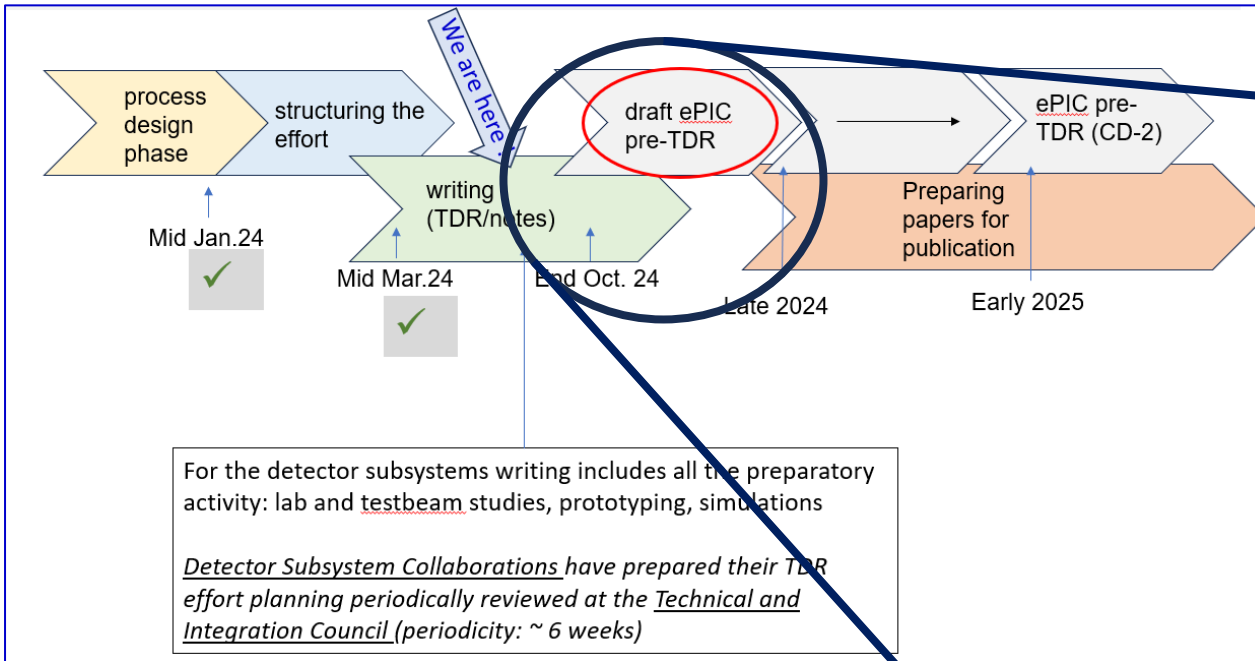 We are here !
process
design
phase
structuring the
effort
draft ePIC
pre-TDR
ePIC pre-
TDR (CD-2)
writing
(TDR/notes)
Preparing
papers for
publication
Mid Jan.24
✓
Mid Mar.24
✓
End Oct. 24
Late 2024
Early 2025
For the detector subsystems writing includes all the preparatory
activity: lab and testbeam studies, prototyping, simulations
Detector Subsystem Collaborations have prepared their TDR
effort planning periodically reviewed at the Technical and
Integration Council (periodicity: ~ 6 weeks)